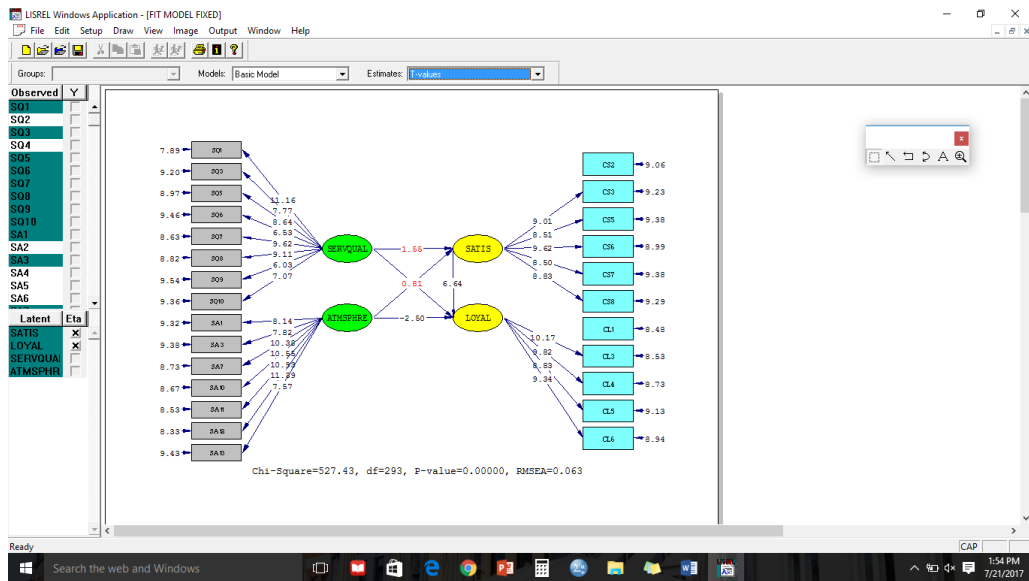 LISREL Windows Application - [FIT MODEL FIXED]
File Edit Setup Draw View Image Output Window Help
Groups: Models: Basic Model Estimates: T-values
Observed Y
SQ1
SQ2
SQ3
SQ4
SQ5
SQ6
SQ7
SQ8
SQ9
SQ10
SA1
SA2
SA3
SA4
SA5
SA6
Latent Eta
SATIS
LOYAL
SERVQUAL
ATMSPHR
7.89 SQ1
9.20 SQ3
8.97 SQ5
9.46 SQ6
8.63 SQ7
8.82 SQ8
9.54 SQ9
9.36 SQ10
9.32 SA1
9.38 SA3
8.73 SA7
8.67 SA10
8.53 SA11
8.33 SA12
9.43 SA13
11.16
7.77
8.64
6.53
9.62
9.11
6.03
7.07
8.14
7.82
10.36
10.55
10.93
7.57
SERVQUAL
ATMSPHRE
1.55
0.81
6.64
-2.50
SATIS
LOYAL
9.01
8.51
9.62
8.50
8.83
10.17
9.82
8.83
9.34
CS2 9.06
CS3 9.23
CS5 9.38
CS6 8.99
CS7 9.38
CS8 9.29
CL1 8.48
CL3 8.53
CL4 8.73
CL5 9.13
CL6 8.94
Chi-Square=527.43, df=293, P-value=0.00000, RMSEA=0.063
Ready
CAP
Search the web and Windows
1:54 PM
7/21/2017